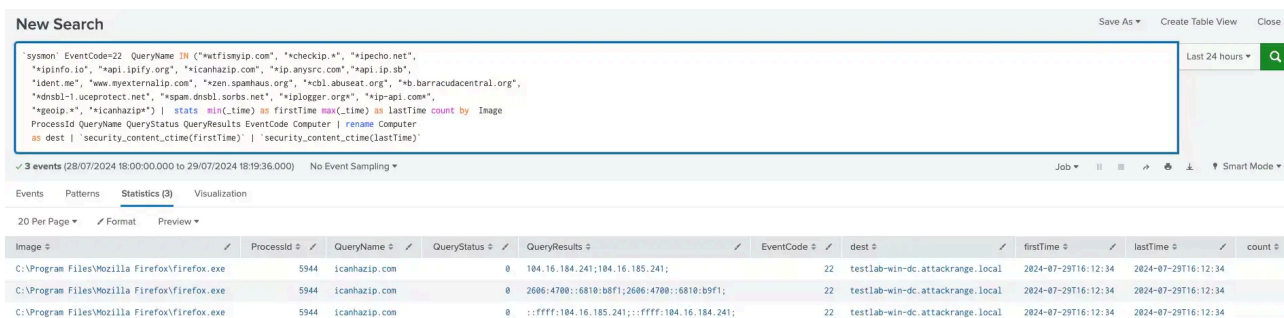 New Search
Save As ▾ Create Table View Close
`sysmon` EventCode=22 QueryName IN ("*wtfismyip.com", "*checkip.*", "*ipecho.net",
"*ipinfo.io", "*api.ipify.org", "*icanhazip.com", "*ip.anysrc.com","*api.ip.sb",
"ident.me", "www.myexternalip.com", "*zen.spamhaus.org", "*cbl.abuseat.org", "*b.barracudacentral.org",
"*dnsbl-1.uceprotect.net", "*spam.dnsbl.sorbs.net", "*iplogger.org*", "*ip-api.com*",
"*geoip.*", "*icanhazip*") | stats min(_time) as firstTime max(_time) as lastTime count by Image
ProcessId QueryName QueryStatus QueryResults EventCode Computer | rename Computer
as dest | `security_content_ctime(firstTime)` | `security_content_ctime(lastTime)`
Last 24 hours ▾
✓ 3 events (28/07/2024 18:00:00.000 to 29/07/2024 18:19:36.000) No Event Sampling ▾
Job ▾ Smart Mode ▾
Events Patterns Statistics (3) Visualization
20 Per Page ▾ Format Preview ▾
Image ProcessId QueryName QueryStatus QueryResults EventCode dest firstTime lastTime count
C:\Program Files\Mozilla Firefox\firefox.exe 5944 icanhazip.com 0 104.16.184.241;104.16.185.241; 22 testlab-win-dc.attackrange.local 2024-07-29T16:12:34 2024-07-29T16:12:34
C:\Program Files\Mozilla Firefox\firefox.exe 5944 icanhazip.com 0 2606:4700::6810:b8f1;2606:4700::6810:b9f1; 22 testlab-win-dc.attackrange.local 2024-07-29T16:12:34 2024-07-29T16:12:34
C:\Program Files\Mozilla Firefox\firefox.exe 5944 icanhazip.com 0 ::ffff:104.16.185.241;::ffff:104.16.184.241; 22 testlab-win-dc.attackrange.local 2024-07-29T16:12:34 2024-07-29T16:12:34